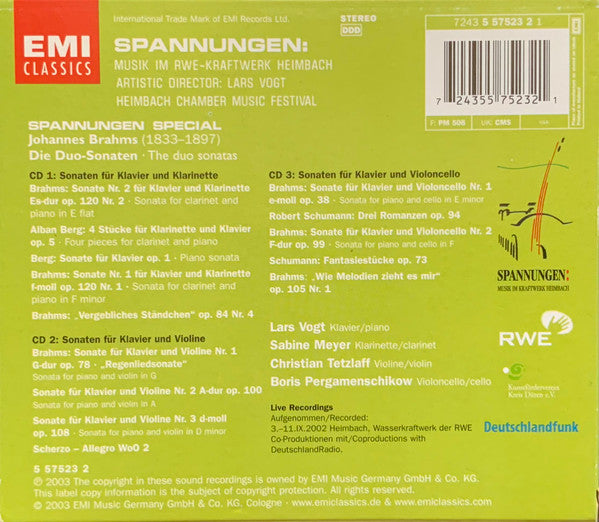 EMI
CLASSICS
International Trade Mark of EMI Records Ltd.
STEREO
DDD
7243 5 57523 2 1
7 24355 75232 1
F: PM 508
UK: CMS
SPANNUNGEN:
MUSIK IM RWE-KRAFTWERK HEIMBACH
ARTISTIC DIRECTOR: LARS VOGT
HEIMBACH CHAMBER MUSIC FESTIVAL
SPANNUNGEN SPECIAL
Johannes Brahms (1833–1897)
Die Duo-Sonaten · The duo sonatas
CD 1: Sonaten für Klavier und Klarinette
Brahms: Sonate Nr. 2 für Klavier und Klarinette
Es-dur op. 120 Nr. 2 · Sonata for clarinet and
piano in E flat
Alban Berg: 4 Stücke für Klarinette und Klavier
op. 5 · Four pieces for clarinet and piano
Berg: Sonate für Klavier op. 1 · Piano sonata
Brahms: Sonate Nr. 1 für Klavier und Klarinette
f-moll op. 120 Nr. 1 · Sonata for clarinet and
piano in F minor
Brahms: „Vergebliches Ständchen“ op. 84 Nr. 4
CD 2: Sonaten für Klavier und Violine
Brahms: Sonate für Klavier und Violine Nr. 1
G-dur op. 78 · „Regenliedsonate“
Sonata for piano and violin in G
Sonate für Klavier und Violine Nr. 2 A-dur op. 100
Sonata for piano and violin in A
Sonate für Klavier und Violine Nr. 3 d-moll
op. 108 · Sonata for piano and violin in D minor
Scherzo – Allegro WoO 2
CD 3: Sonaten für Klavier und Violoncello
Brahms: Sonate für Klavier und Violoncello Nr. 1
e-moll op. 38 · Sonata for piano and cello in E minor
Robert Schumann: Drei Romanzen op. 94
Brahms: Sonate für Klavier und Violoncello Nr. 2
F-dur op. 99 · Sonata for piano and cello in F
Schumann: Fantasiestücke op. 73
Brahms: „Wie Melodien zieht es mir“
op. 105 Nr. 1
Lars Vogt Klavier/piano
Sabine Meyer Klarinette/clarinet
Christian Tetzlaff Violine/violin
Boris Pergamenschikow Violoncello/cello
Live Recordings
Aufgenommen/Recorded:
3.–11.IX.2002 Heimbach, Wasserkraftwerk der RWE
Co-Produktionen mit/Coproductions with
DeutschlandRadio.
SPANNUNGEN:
MUSIK IM KRAFTWERK HEIMBACH
RWE
Kunstförderverein
Kreis Düren e.V.
Deutschlandfunk
5 57523 2
℗ 2003 The copyright in these sound recordings is owned by EMI Music Germany GmbH & Co. KG.
This label copy information is the subject of copyright protection. All rights reserved.
© 2003 EMI Music Germany GmbH & Co. KG. www.emiclassics.de & www.emiclassics.com